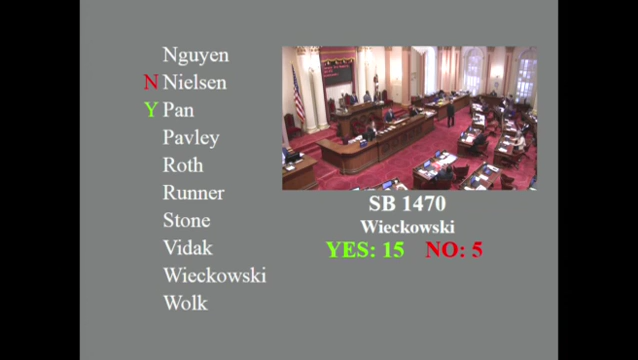 Nguyen
N Nielsen
Y Pan
Pavley
Roth
Runner
Stone
Vidak
Wieckowski
Wolk
SB 1470
Wieckowski
YES: 15 NO: 5